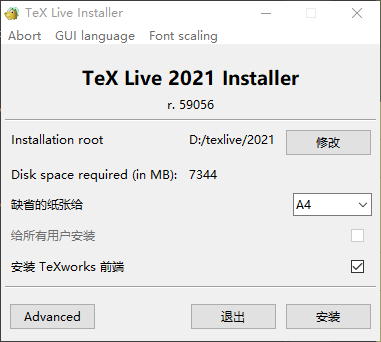 TeX Live Installer
Abort GUI language Font scaling
TeX Live 2021 Installer
r. 59056
Installation root D:/texlive/2021 修改
Disk space required (in MB): 7344
缺省的纸张给 A4
给所有用户安装
安装 TeXworks 前端
Advanced 退出 安装